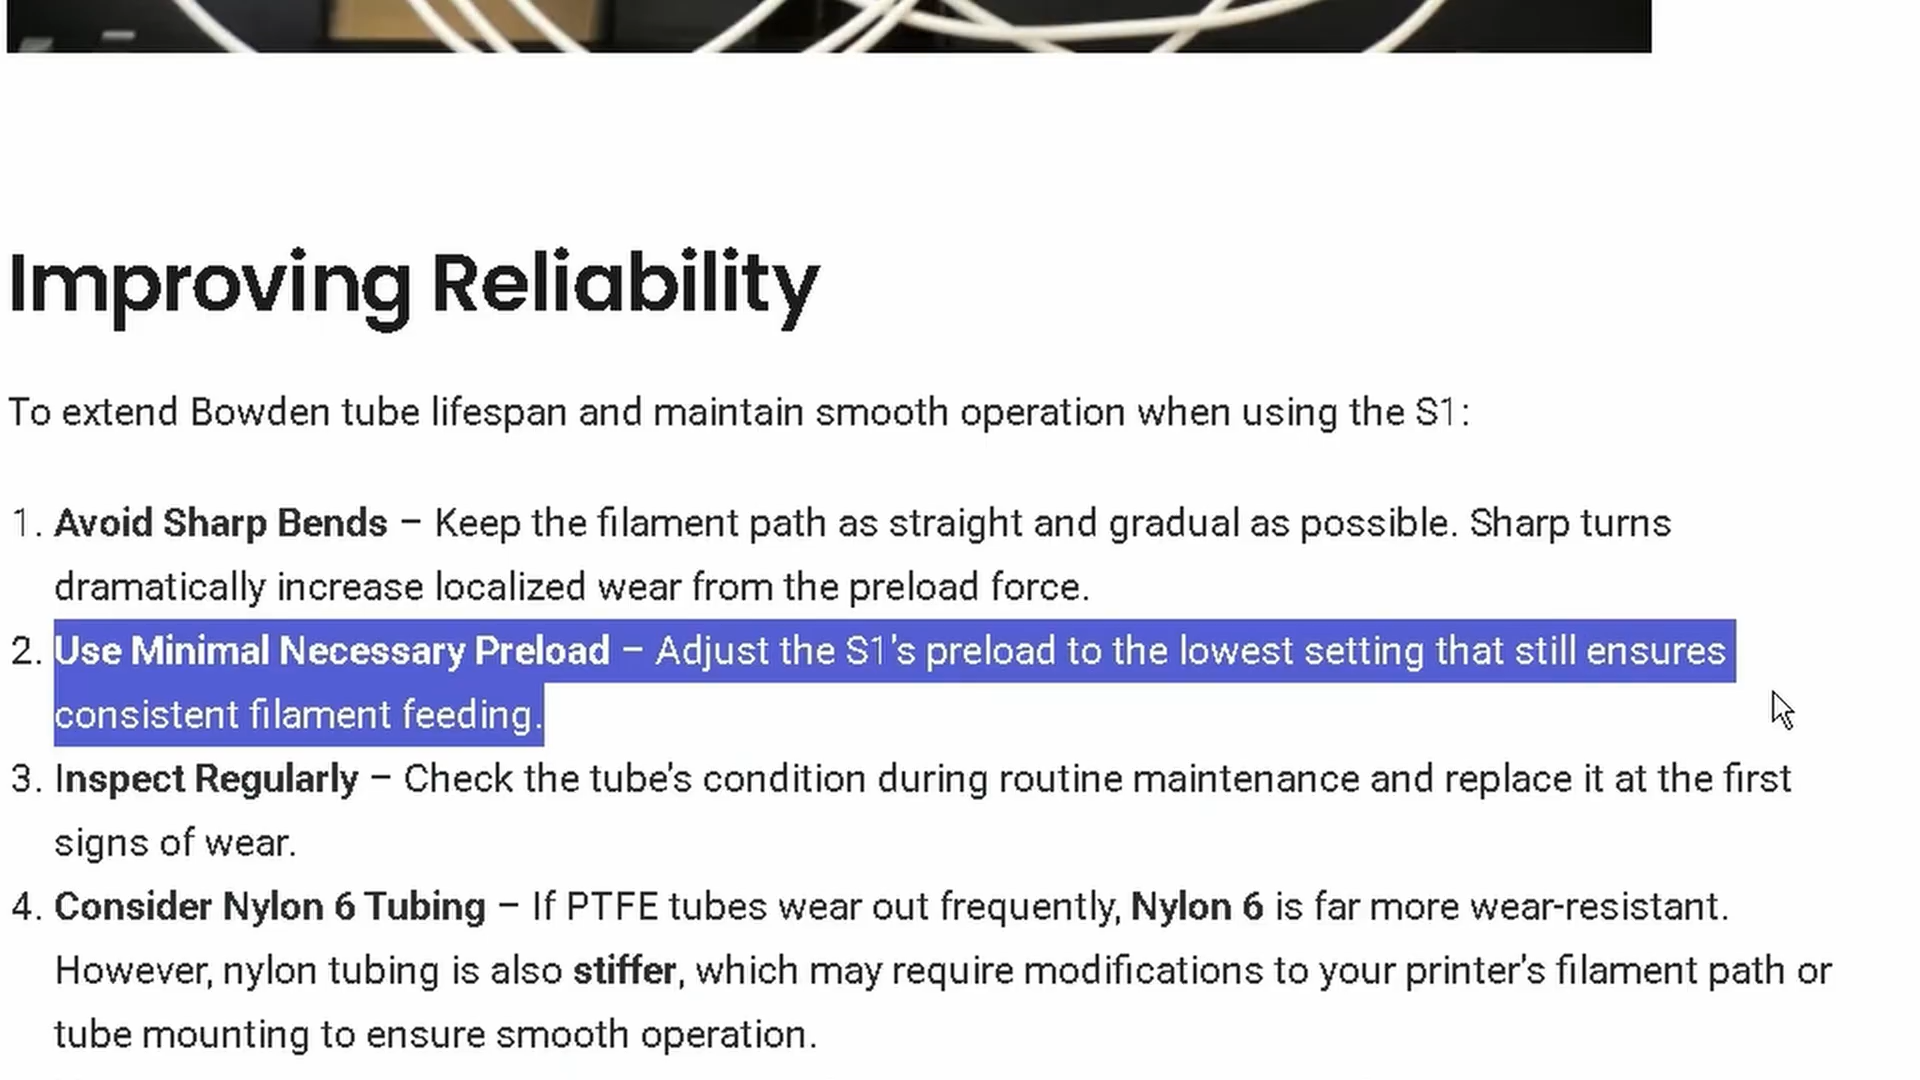 Improving Reliability
To extend Bowden tube lifespan and maintain smooth operation when using the S1:
1. Avoid Sharp Bends – Keep the filament path as straight and gradual as possible. Sharp turns
dramatically increase localized wear from the preload force.
2. Use Minimal Necessary Preload – Adjust the S1's preload to the lowest setting that still ensures
consistent filament feeding.
3. Inspect Regularly – Check the tube's condition during routine maintenance and replace it at the first
signs of wear.
4. Consider Nylon 6 Tubing – If PTFE tubes wear out frequently, Nylon 6 is far more wear-resistant.
However, nylon tubing is also stiffer, which may require modifications to your printer's filament path or
tube mounting to ensure smooth operation.